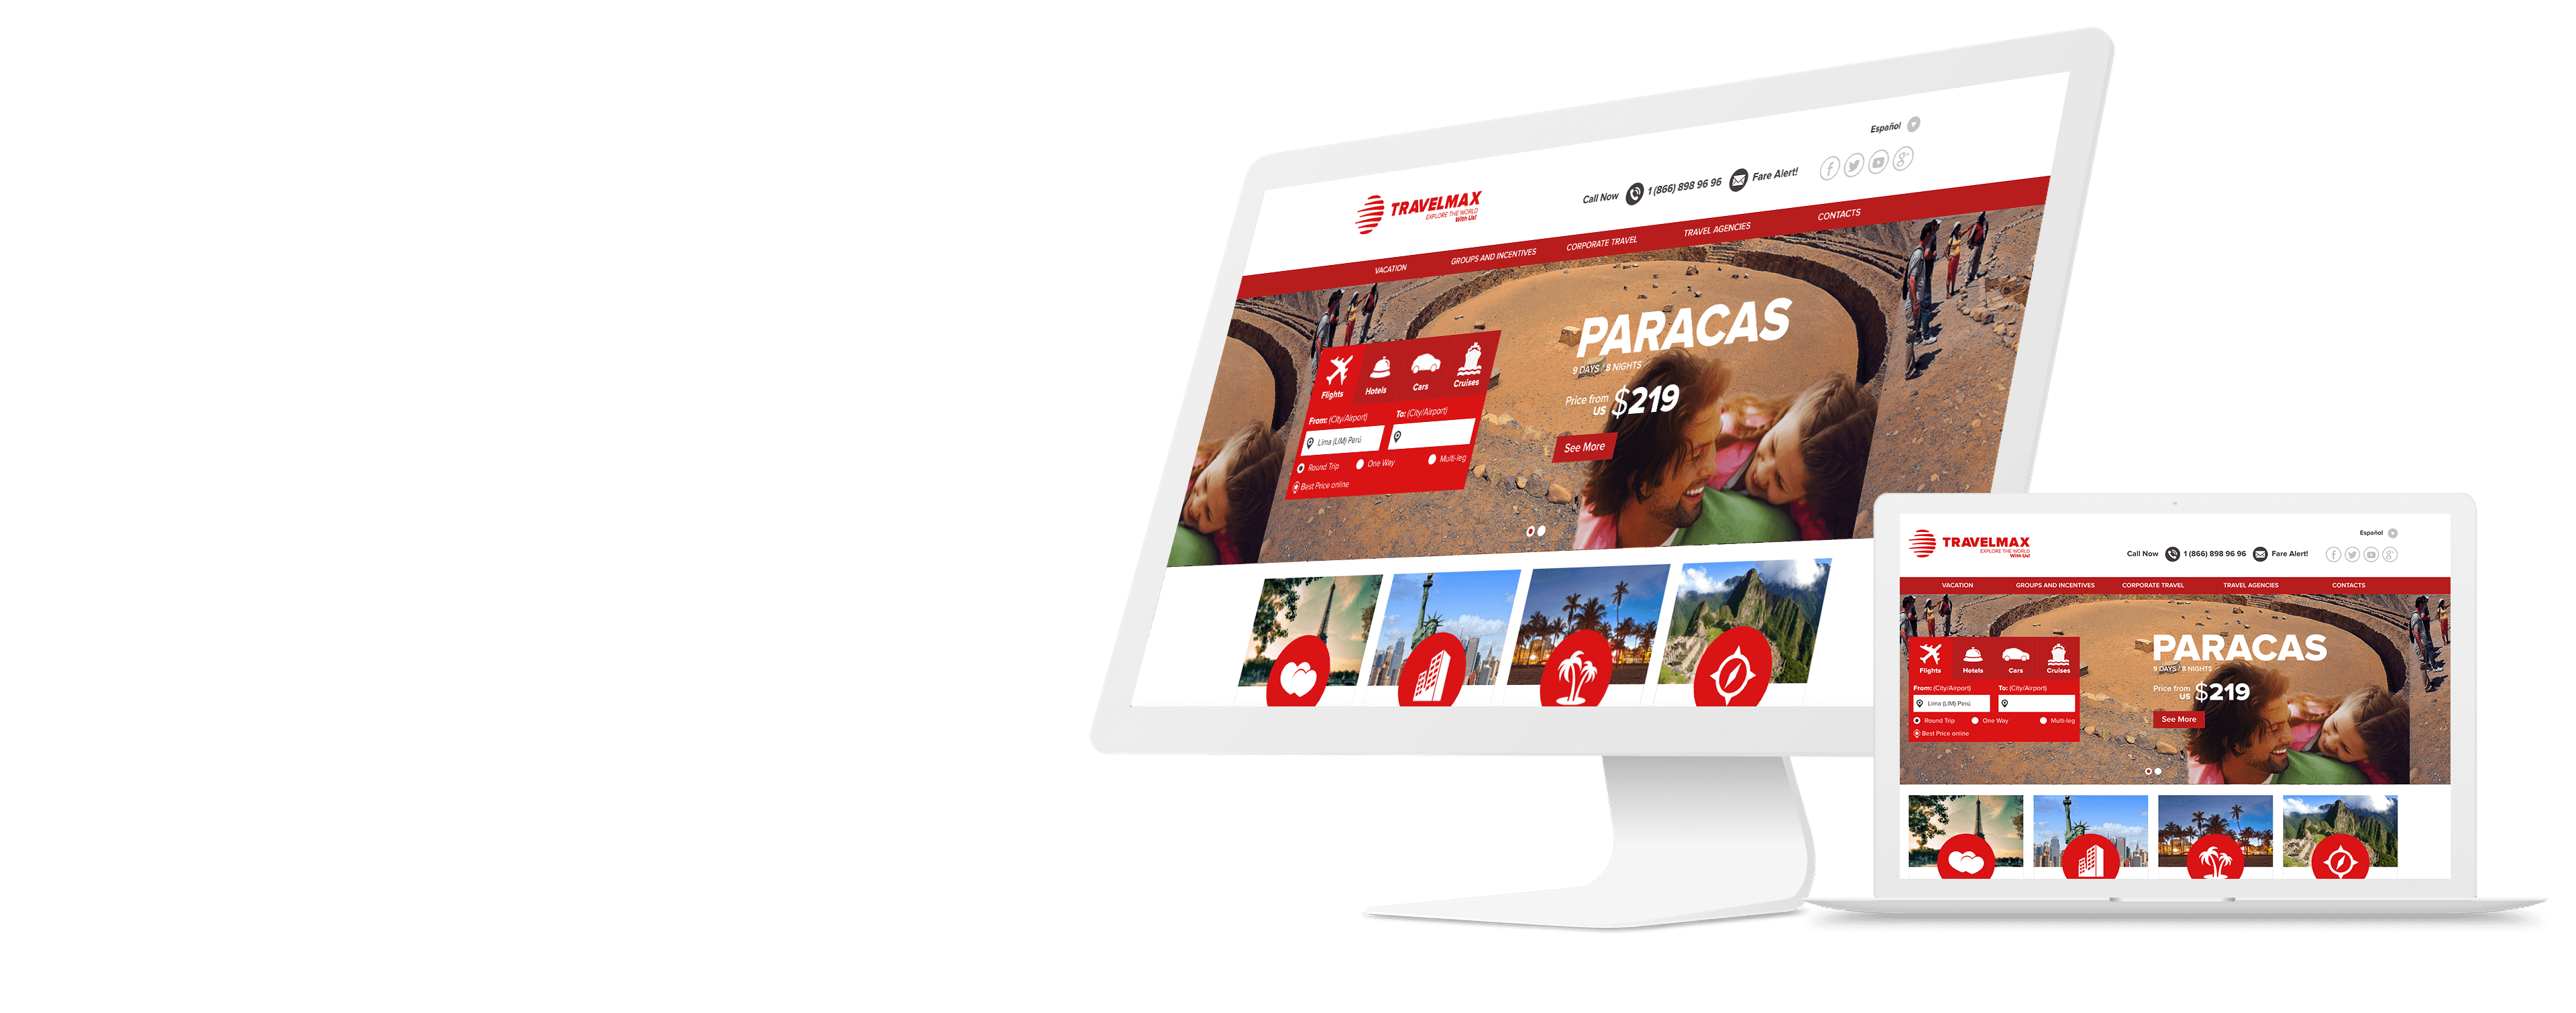 Español
TRAVELMAX
EXPLORE THE WORLD
With Us!
Call Now 1 (866) 898 96 96 Fare Alert!
VACATION GROUPS AND INCENTIVES CORPORATE TRAVEL TRAVEL AGENCIES CONTACTS
PARACAS
9 DAYS / 8 NIGHTS
Price from
US $219
See More
Flights Hotels Cars Cruises
From: (City/Airport) To: (City/Airport)
Lima (LIM) Perú
Round Trip One Way Multi-leg
Best Price online
Español
TRAVELMAX
EXPLORE THE WORLD
With Us!
Call Now 1 (866) 898 96 96 Fare Alert!
VACATION GROUPS AND INCENTIVES CORPORATE TRAVEL TRAVEL AGENCIES CONTACTS
PARACAS
9 DAYS / 8 NIGHTS
Price from
US $219
See More
Flights Hotels Cars Cruises
From: (City/Airport) To: (City/Airport)
Lima (LIM) Perú
Round Trip One Way Multi-leg
Best Price online